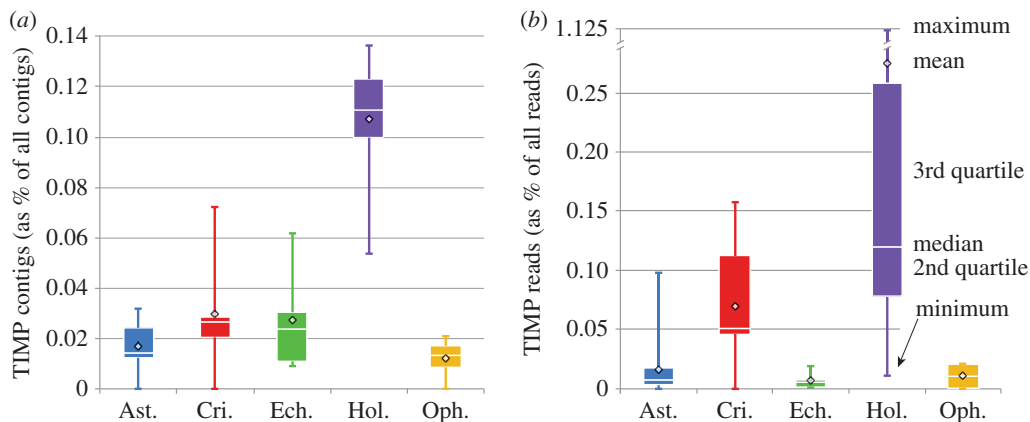 (a)
TIMP contigs (as % of all contigs)
0.14
0.12
0.10
0.08
0.06
0.04
0.02
0
Ast. Cri. Ech. Hol. Oph.
(b)
TIMP reads (as % of all reads)
1.125
0.25
0.20
0.15
0.10
0.05
0
Ast. Cri. Ech. Hol. Oph.
maximum
mean
3rd quartile
median
2nd quartile
minimum